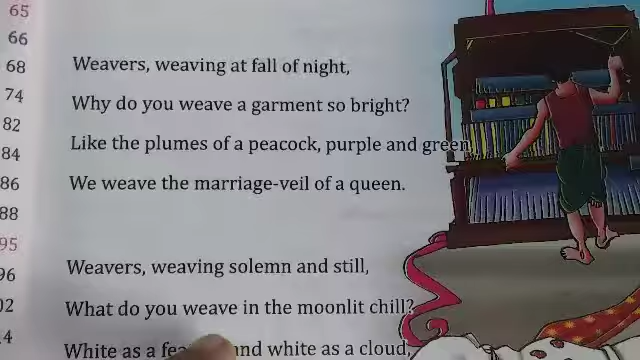 65
66
68
74
82
84
86
88
95
96
02
4
Weavers, weaving at fall of night,
Why do you weave a garment so bright?
Like the plumes of a peacock, purple and green,
We weave the marriage-veil of a queen.
Weavers, weaving solemn and still,
What do you weave in the moonlit chill?
White as a and white as a cloud,